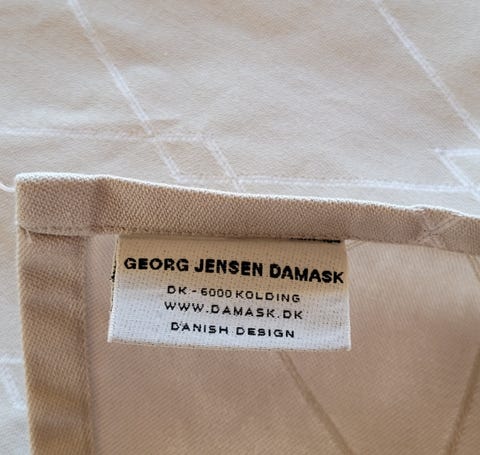 GEORG JENSEN DAMASK
DK - 6000 KOLDING
WWW.DAMASK.DK
DANISH DESIGN